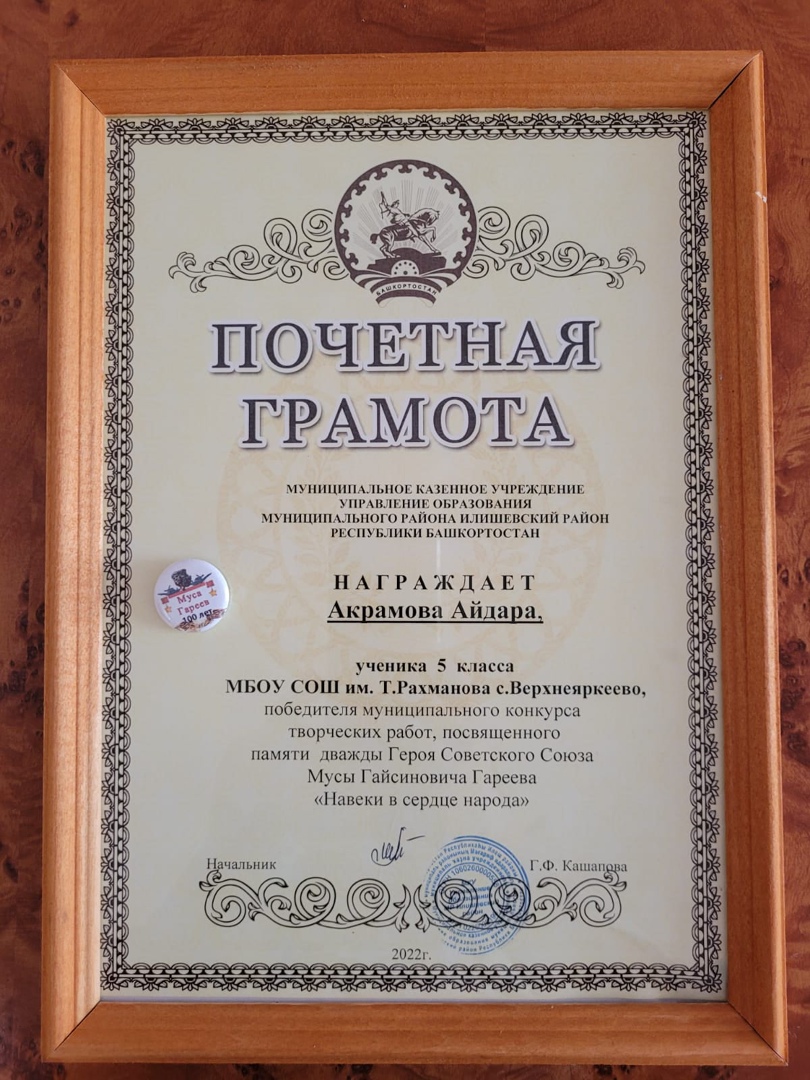 БАШКОРТОСТАН
ПОЧЕТНАЯ
ГРАМОТА
МУНИЦИПАЛЬНОЕ КАЗЕННОЕ УЧРЕЖДЕНИЕ
УПРАВЛЕНИЕ ОБРАЗОВАНИЯ
МУНИЦИПАЛЬНОГО РАЙОНА ИЛИШЕВСКИЙ РАЙОН
РЕСПУБЛИКИ БАШКОРТОСТАН
НАГРАЖДАЕТ
Акрамова Айдара,
Муса
Гареев
100 лет
ученика 5 класса
МБОУ СОШ им. Т.Рахманова с.Верхнеяркеево,
победителя муниципального конкурса
творческих работ, посвященного
памяти дважды Героя Советского Союза
Мусы Гайсиновича Гареева
«Навеки в сердце народа»
Начальник
Г.Ф. Кашапова
2022г.